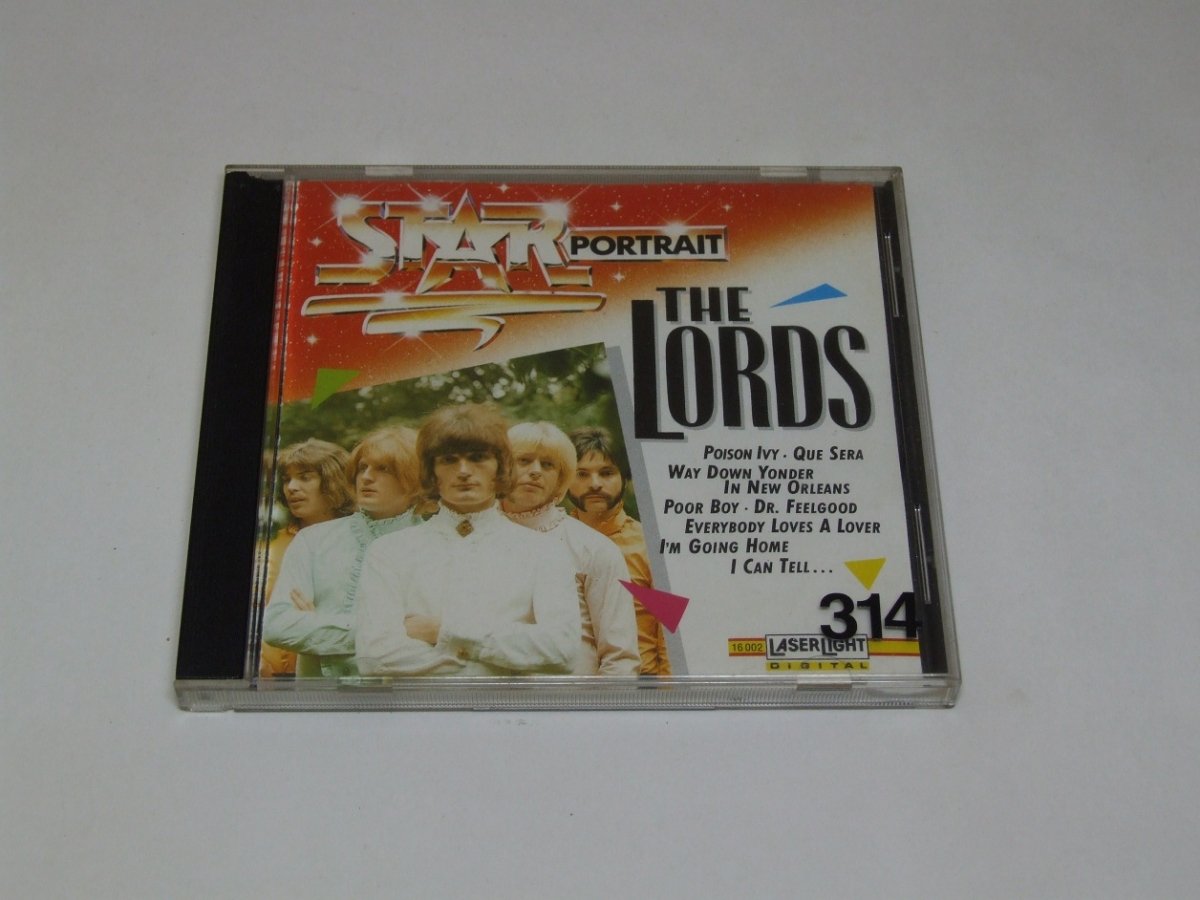 STAR PORTRAIT
THE
LORDS
POISON IVY · QUE SERA
WAY DOWN YONDER
IN NEW ORLEANS
POOR BOY · DR. FEELGOOD
EVERYBODY LOVES A LOVER
I'M GOING HOME
I CAN TELL...
314
16 002 LASERLIGHT
DIGITAL